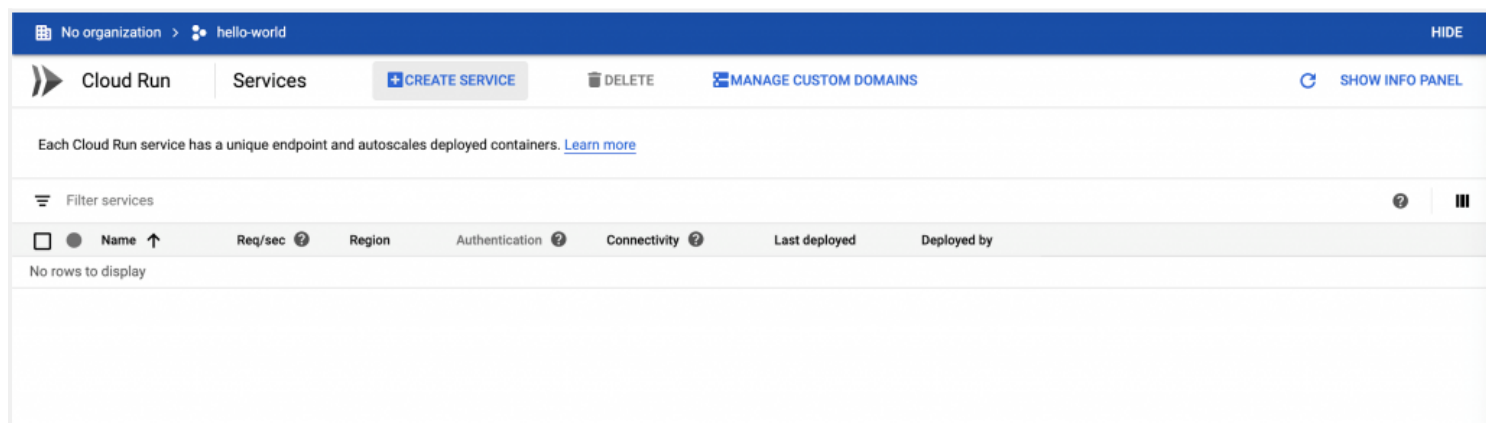 No organization > hello-world HIDE
Cloud Run Services CREATE SERVICE DELETE MANAGE CUSTOM DOMAINS SHOW INFO PANEL
Each Cloud Run service has a unique endpoint and autoscales deployed containers. Learn more
Filter services
Name Req/sec Region Authentication Connectivity Last deployed Deployed by
No rows to display